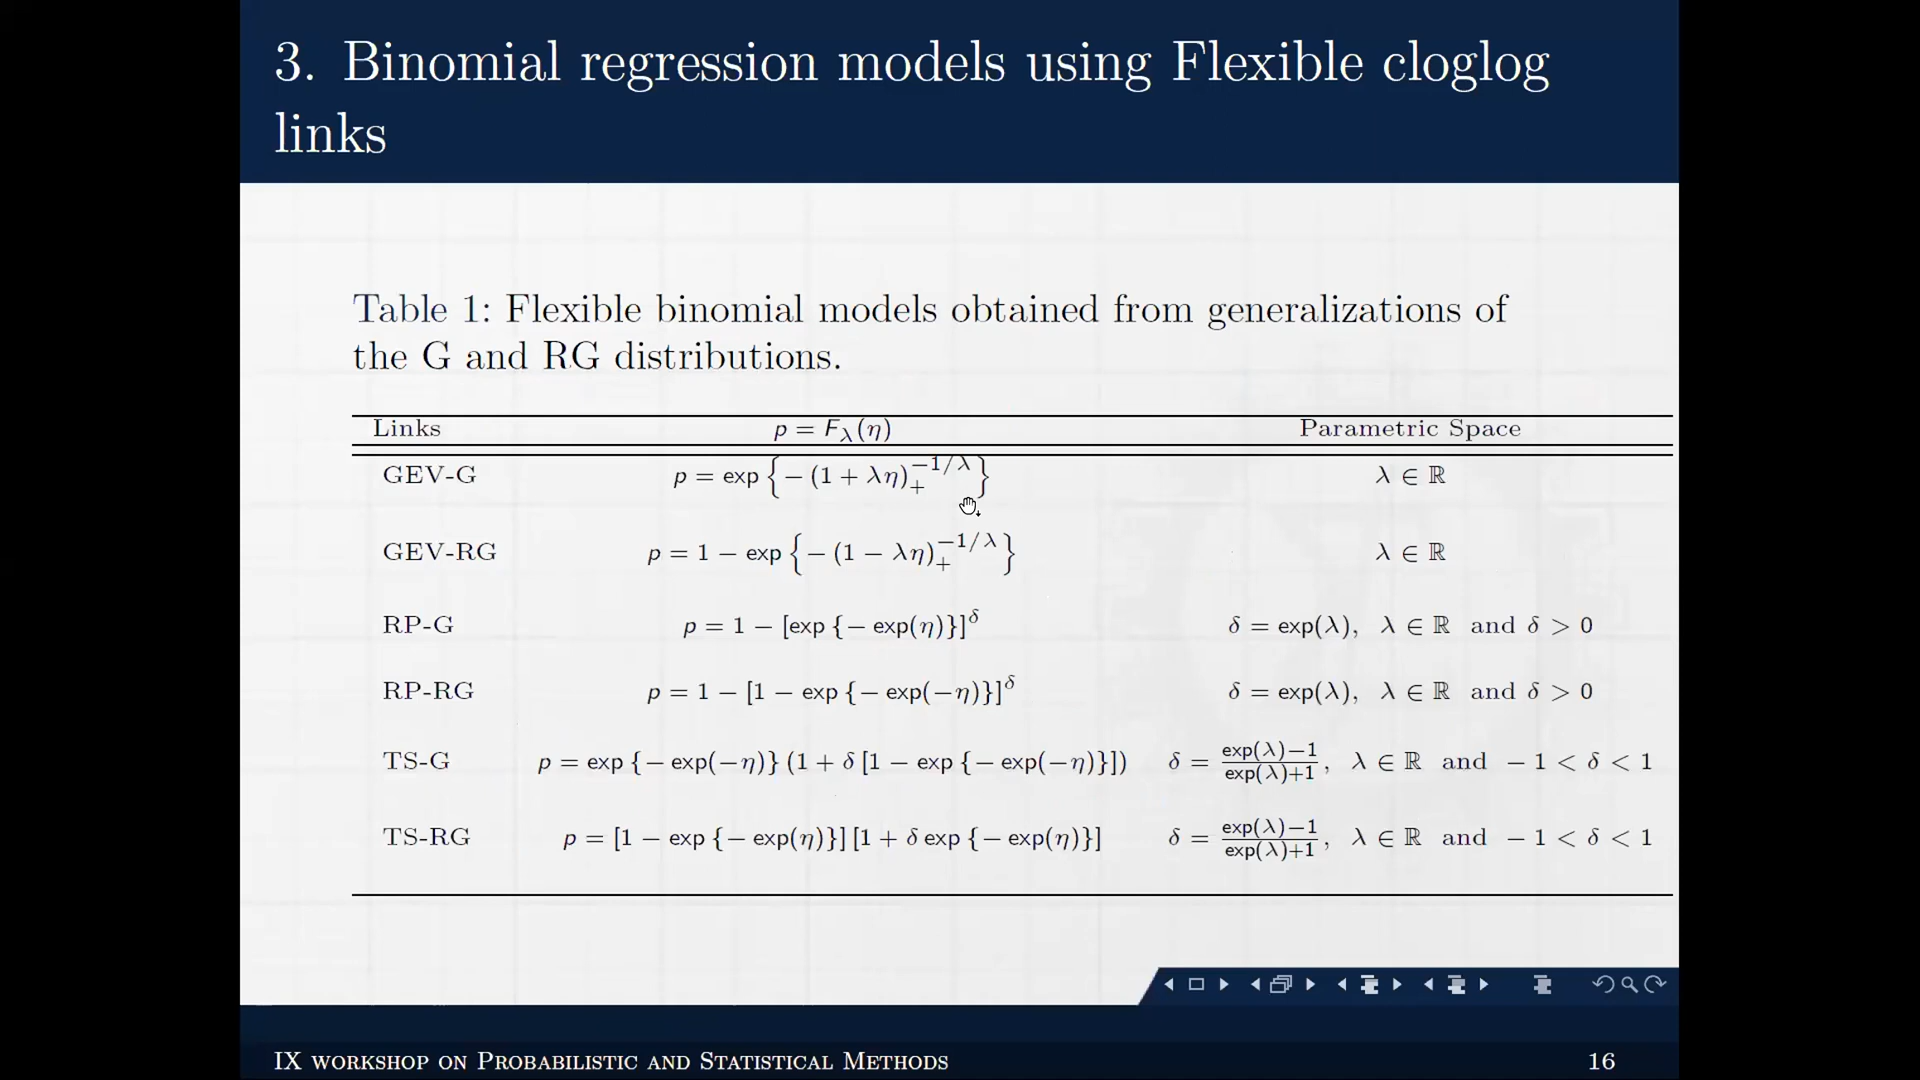 3. Binomial regression models using Flexible cloglog
links
Table 1: Flexible binomial models obtained from generalizations of
the G and RG distributions.
Links p = F_λ(η) Parametric Space
GEV-G p = exp {− (1 + λη)_+^{−1/λ}} λ ∈ ℝ
GEV-RG p = 1 − exp {− (1 − λη)_+^{−1/λ}} λ ∈ ℝ
RP-G p = 1 − [exp {− exp(η)}]^δ δ = exp(λ), λ ∈ ℝ and δ > 0
RP-RG p = 1 − [1 − exp {− exp(−η)}]^δ δ = exp(λ), λ ∈ ℝ and δ > 0
TS-G p = exp {− exp(−η)} (1 + δ [1 − exp {− exp(−η)}]) δ = \frac{exp(λ)−1}{exp(λ)+1}, λ ∈ ℝ and − 1 < δ < 1
TS-RG p = [1 − exp {− exp(η)}] [1 + δ exp {− exp(η)}] δ = \frac{exp(λ)−1}{exp(λ)+1}, λ ∈ ℝ and − 1 < δ < 1
IX WORKSHOP ON PROBABILISTIC AND STATISTICAL METHODS 16